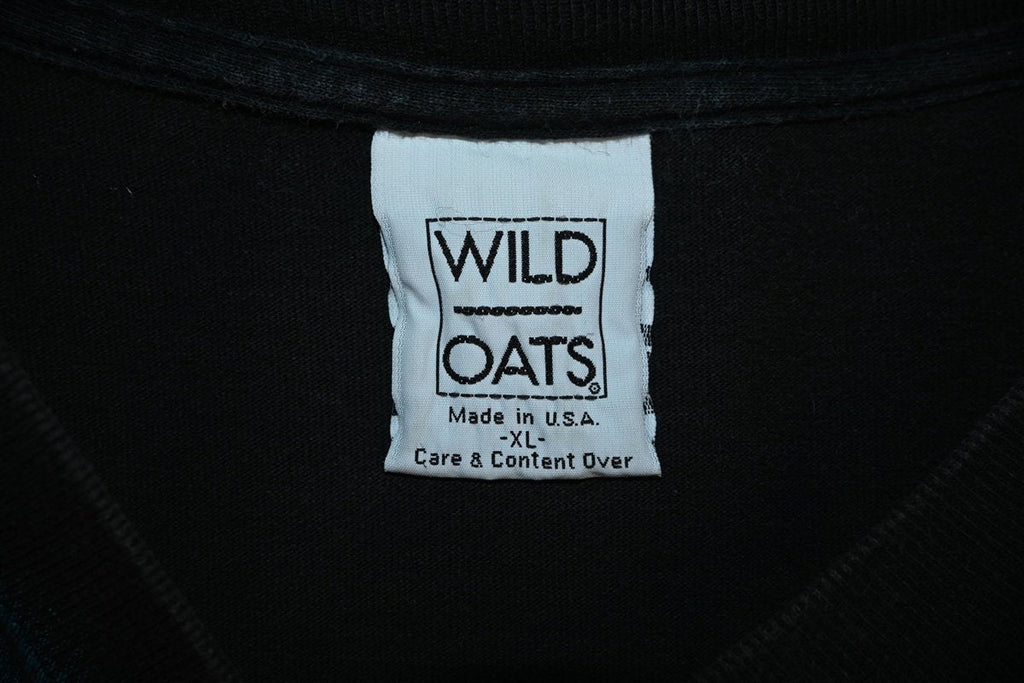 WILD
OATS
Made in U.S.A.
-XL-
Care & Content Over